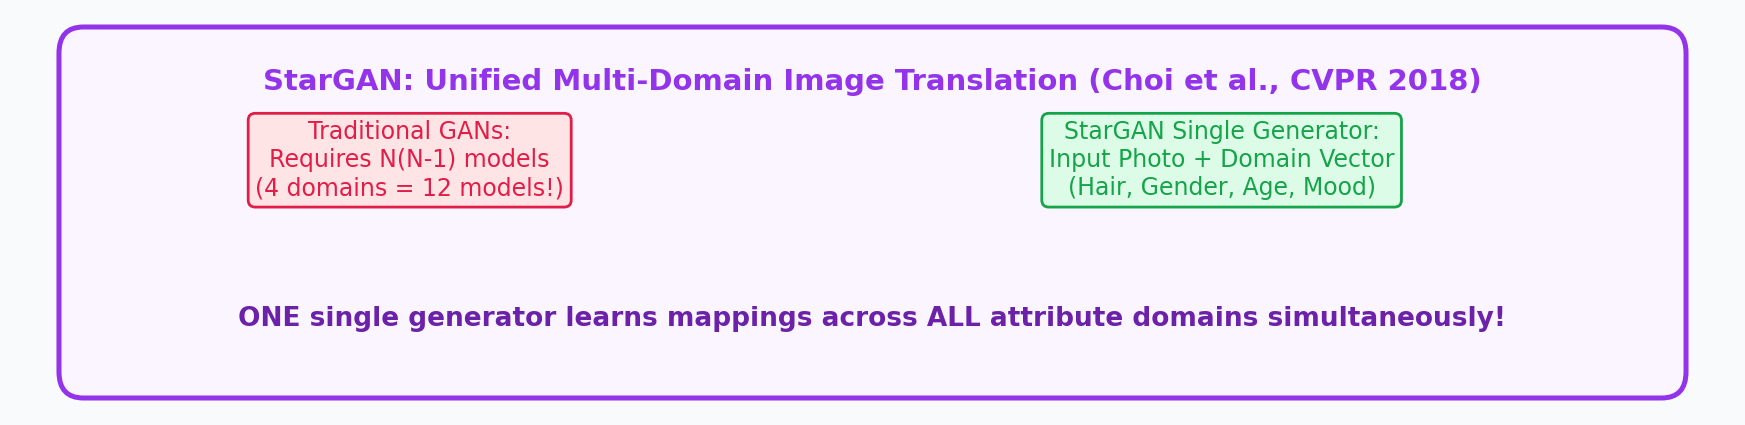 StarGAN: Unified Multi-Domain Image Translation (Choi et al., CVPR 2018)
Traditional GANs:
Requires N(N-1) models
(4 domains = 12 models!)
StarGAN Single Generator:
Input Photo + Domain Vector
(Hair, Gender, Age, Mood)
ONE single generator learns mappings across ALL attribute domains simultaneously!